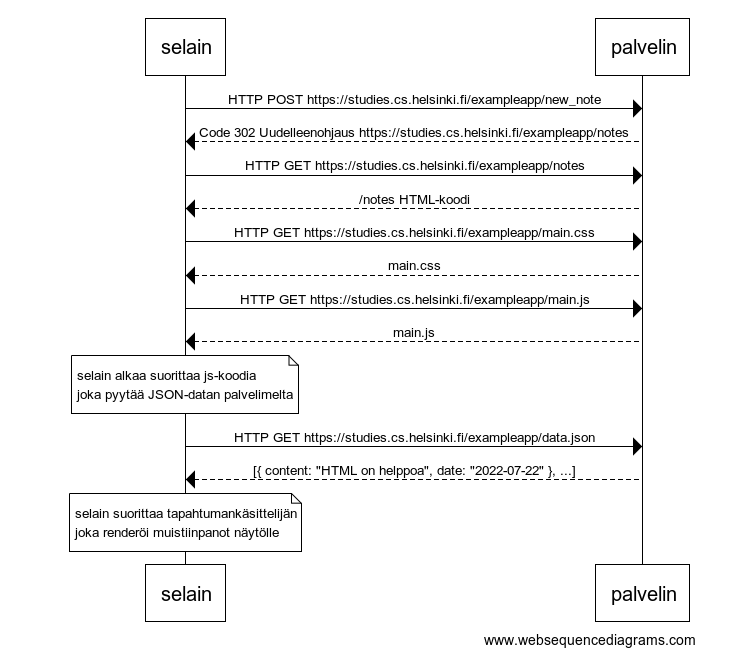 selain
palvelin
HTTP POST https://studies.cs.helsinki.fi/exampleapp/new_note
Code 302 Uudelleenohjaus https://studies.cs.helsinki.fi/exampleapp/notes
HTTP GET https://studies.cs.helsinki.fi/exampleapp/notes
/notes HTML-koodi
HTTP GET https://studies.cs.helsinki.fi/exampleapp/main.css
main.css
HTTP GET https://studies.cs.helsinki.fi/exampleapp/main.js
main.js
selain alkaa suorittaa js-koodia
joka pyytää JSON-datan palvelimelta
HTTP GET https://studies.cs.helsinki.fi/exampleapp/data.json
[{ content: "HTML on helppoa", date: "2022-07-22" }, ...]
selain suorittaa tapahtumankäsittelijän
joka renderöi muistiinpanot näytölle
selain
palvelin
www.websequencediagrams.com